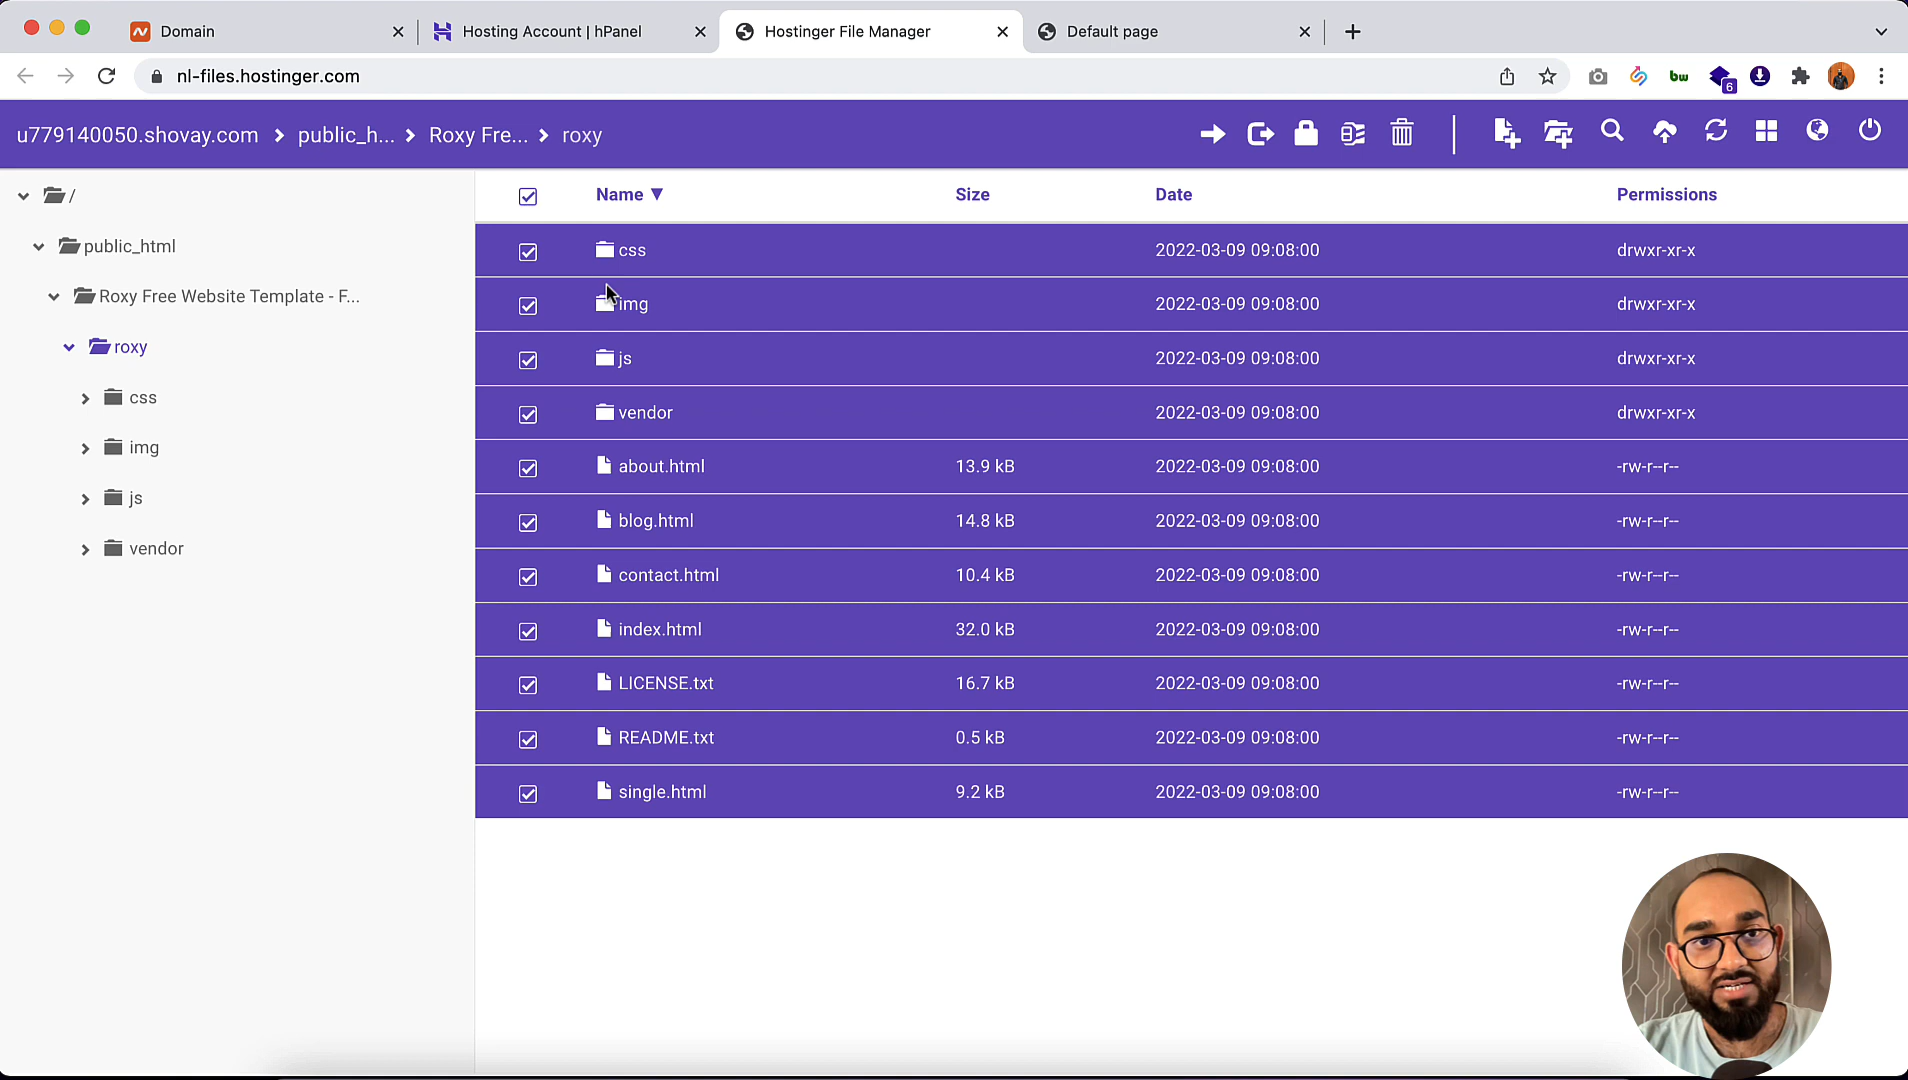 Domain
Hosting Account | hPanel
Hostinger File Manager
Default page
nl-files.hostinger.com
bw
6
u779140050.shovay.com
public_h...
Roxy Fre...
roxy
/
public_html
Roxy Free Website Template - F...
roxy
css
img
js
vendor
Name Size Date Permissions
css 2022-03-09 09:08:00 drwxr-xr-x
img 2022-03-09 09:08:00 drwxr-xr-x
js 2022-03-09 09:08:00 drwxr-xr-x
vendor 2022-03-09 09:08:00 drwxr-xr-x
about.html 13.9 kB 2022-03-09 09:08:00 -rw-r--r--
blog.html 14.8 kB 2022-03-09 09:08:00 -rw-r--r--
contact.html 10.4 kB 2022-03-09 09:08:00 -rw-r--r--
index.html 32.0 kB 2022-03-09 09:08:00 -rw-r--r--
LICENSE.txt 16.7 kB 2022-03-09 09:08:00 -rw-r--r--
README.txt 0.5 kB 2022-03-09 09:08:00 -rw-r--r--
single.html 9.2 kB 2022-03-09 09:08:00 -rw-r--r--